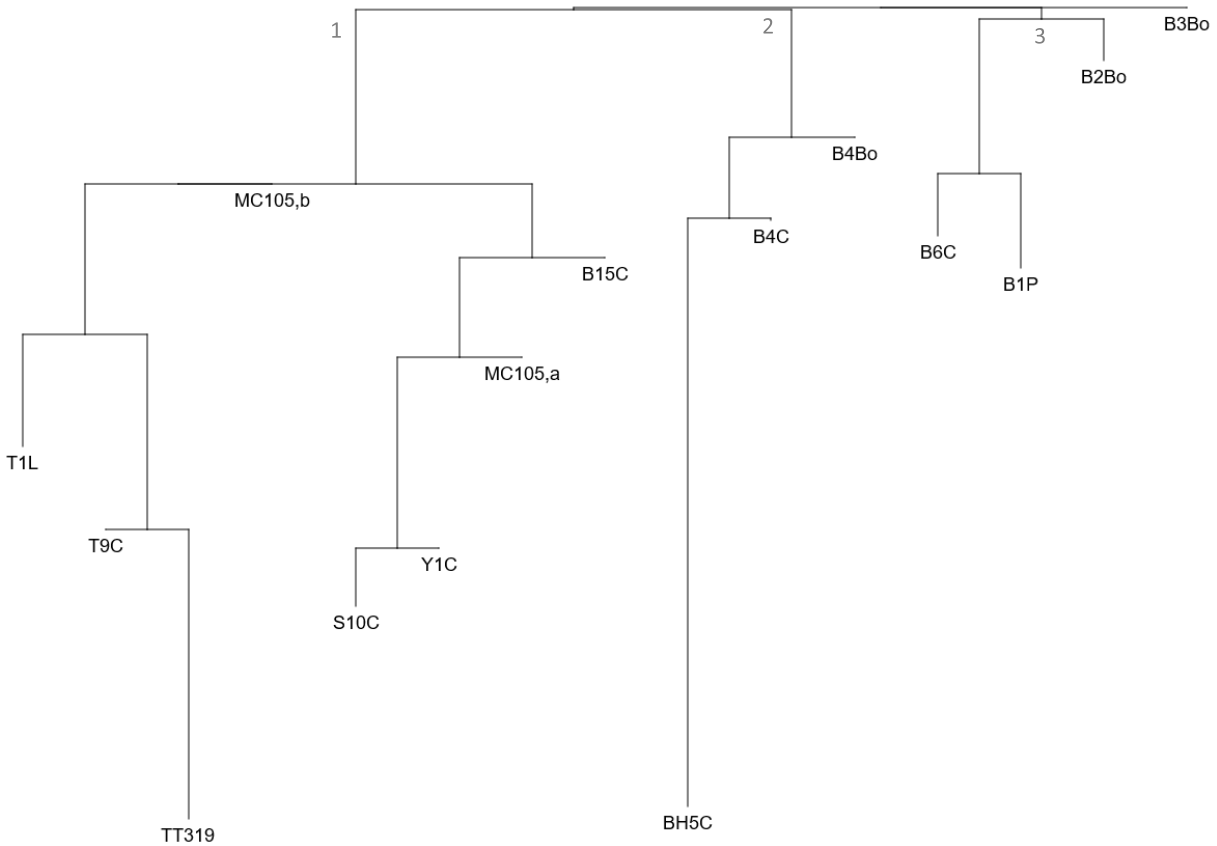 1
2
3
B3Bo
B2Bo
B4Bo
MC105,b
B4C
B6C
B15C
B1P
MC105,a
T1L
T9C
Y1C
S10C
BH5C
TT319